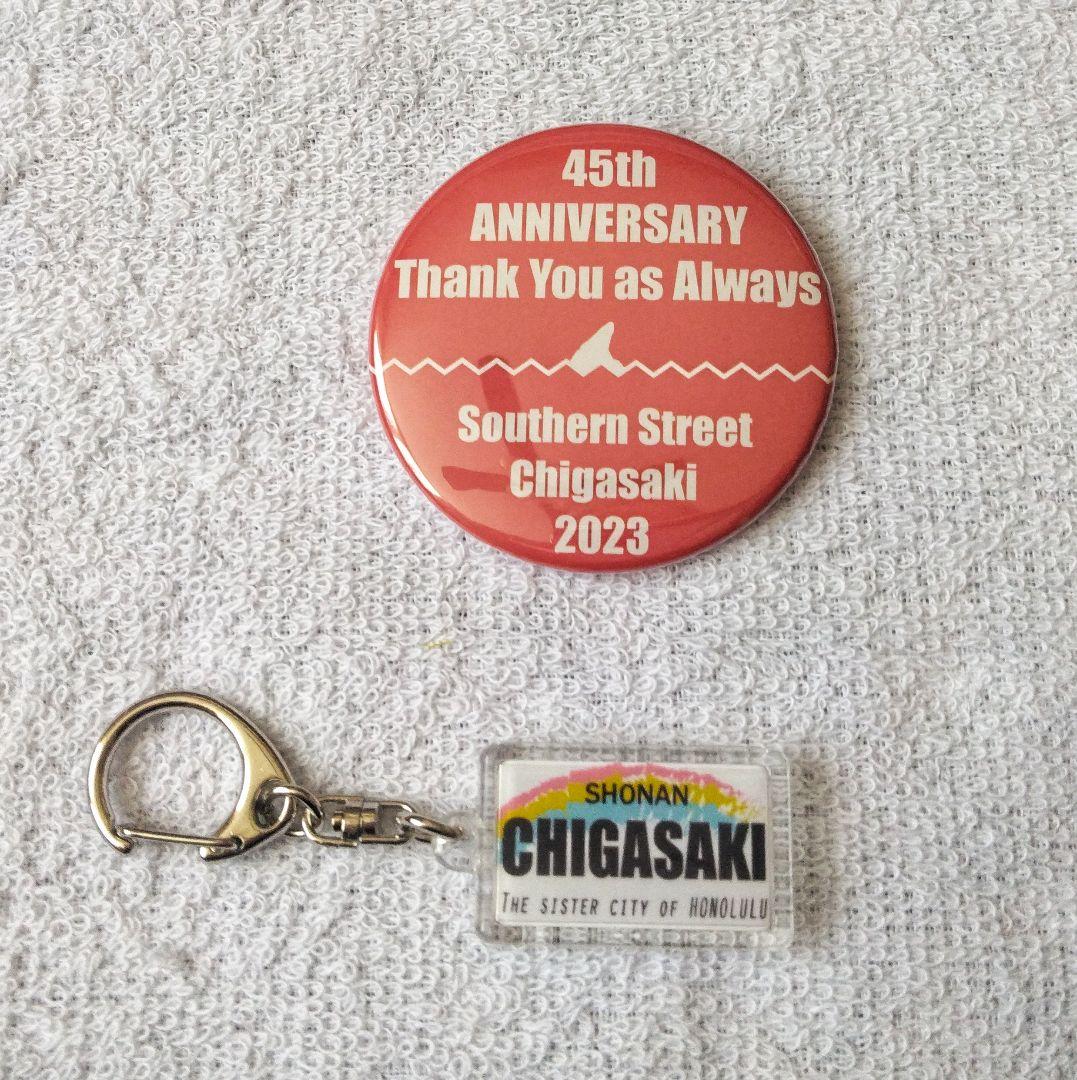 45th
ANNIVERSARY
Thank You as Always
Southern Street
Chigasaki
2023
SHONAN
CHIGASAKI
THE SISTER CITY OF HONOLULU